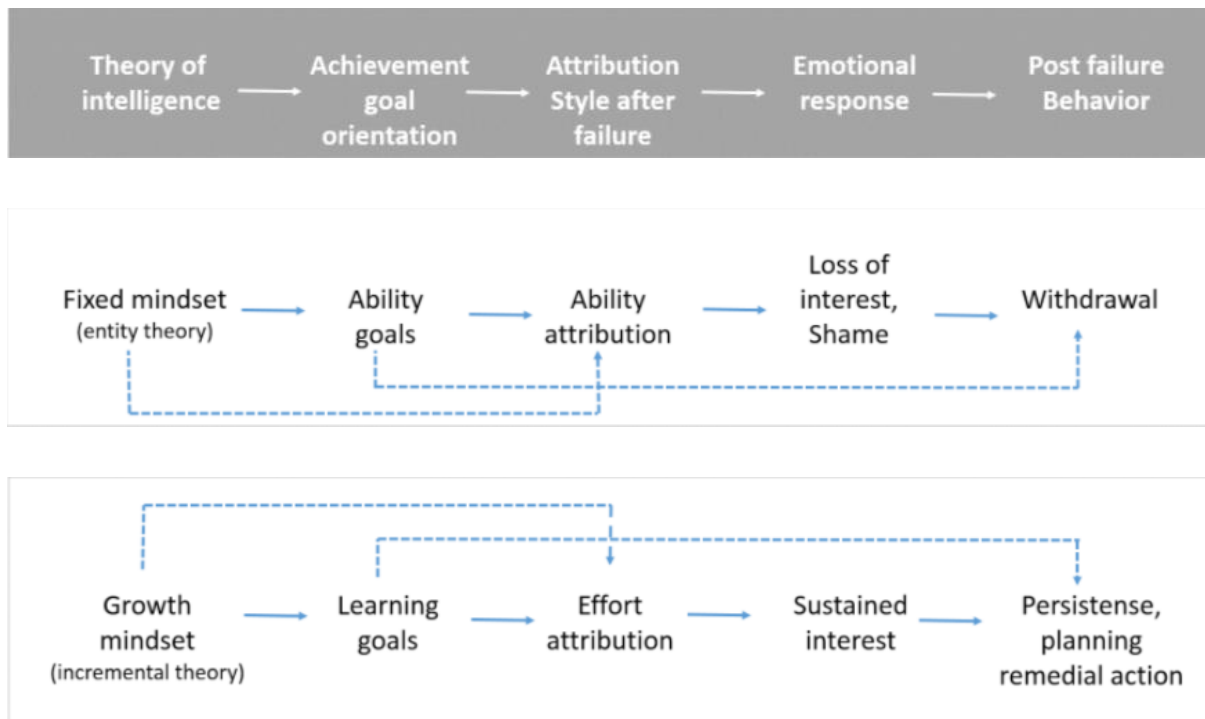 Theory of
intelligence
Achievement
goal
orientation
Attribution
Style after
failure
Emotional
response
Post failure
Behavior
Fixed mindset
(entity theory)
Ability
goals
Ability
attribution
Loss of
interest,
Shame
Withdrawal
Growth
mindset
(incremental theory)
Learning
goals
Effort
attribution
Sustained
interest
Persistense,
planning
remedial action